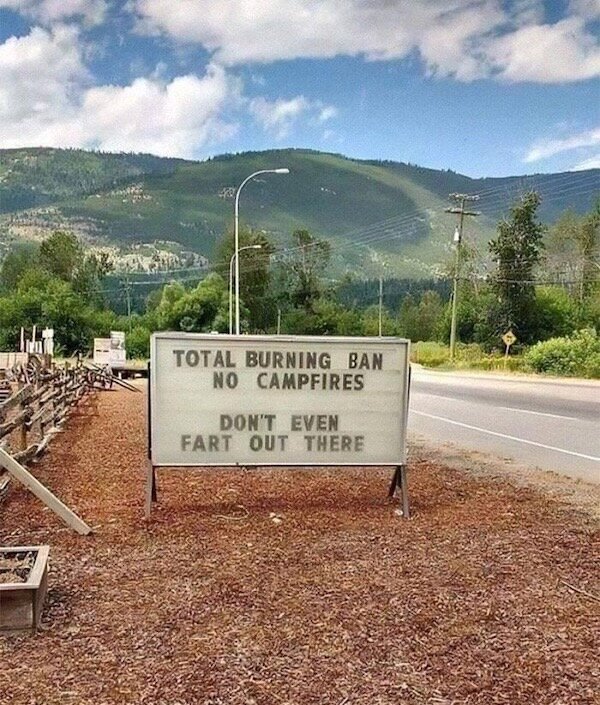 TOTAL BURNING BAN
NO CAMPFIRES
DON'T EVEN
FART OUT THERE